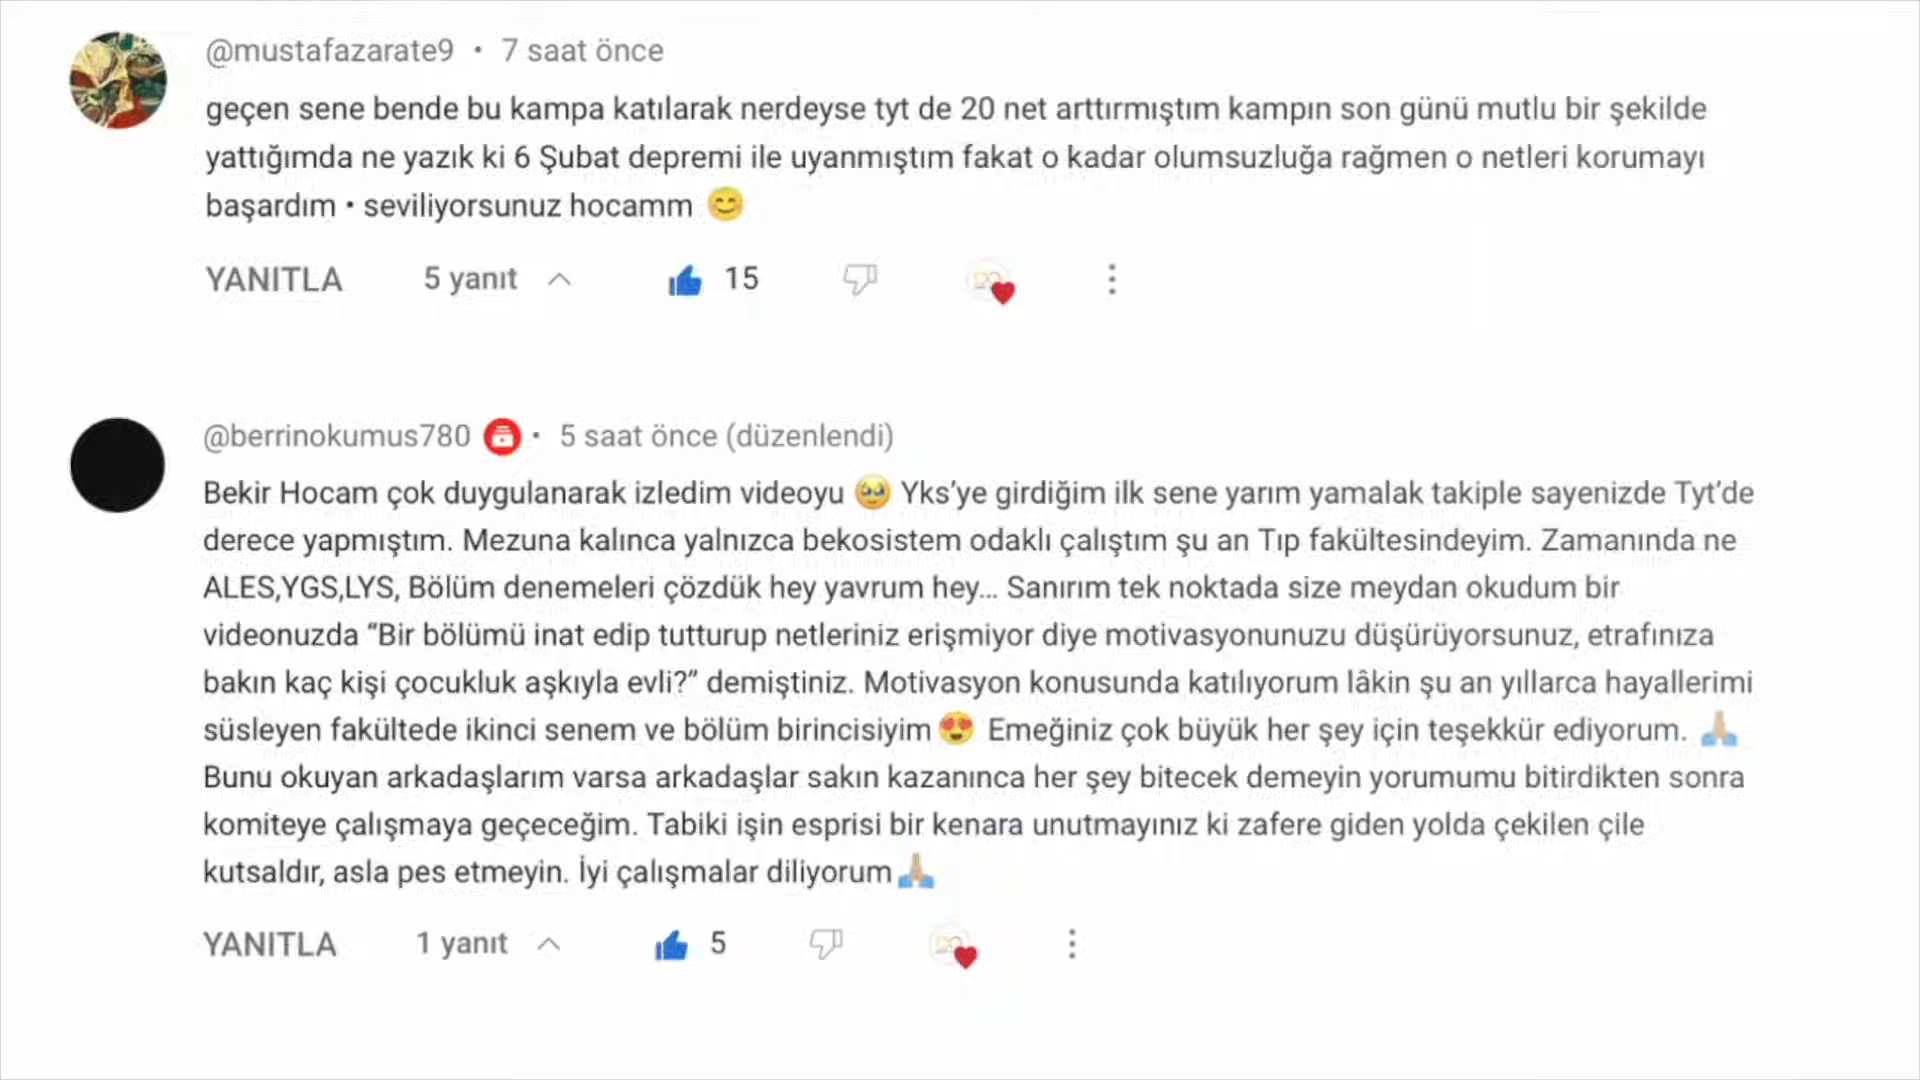 @mustafazarate9 • 7 saat önce
geçen sene bende bu kampa katılarak nerdeyse tyt de 20 net arttırmıştım kampın son günü mutlu bir şekilde
yattığımda ne yazık ki 6 Şubat depremi ile uyanmıştım fakat o kadar olumsuzluğa rağmen o netleri korumayı
başardım • seviliyorsunuz hocamm 😊
YANITLA 5 yanıt 15
@berrinokumus780 • 5 saat önce (düzenlendi)
Bekir Hocam çok duygulanarak izledim videoyu 🥹 Yks’ye girdiğim ilk sene yarım yamalak takiple sayenizde Tyt’de
derece yapmıştım. Mezuna kalınca yalnızca bekosistem odaklı çalıştım şu an Tıp fakültesindeyim. Zamanında ne
ALES,YGS,LYS, Bölüm denemeleri çözdük hey yavrum hey... Sanırım tek noktada size meydan okudum bir
videonuzda “Bir bölümü inat edip tutturup netleriniz erişmiyor diye motivasyonunuzu düşürüyorsunuz, etrafınıza
bakın kaç kişi çocukluk aşkıyla evli?” demiştiniz. Motivasyon konusunda katılıyorum lâkin şu an yıllarca hayallerimi
süsleyen fakültede ikinci senem ve bölüm birincisiyim😍 Emeğiniz çok büyük her şey için teşekkür ediyorum. 🙏🏼
Bunu okuyan arkadaşlarım varsa arkadaşlar sakın kazanınca her şey bitecek demeyin yorumumu bitirdikten sonra
komiteye çalışmaya geçeceğim. Tabiki işin esprisi bir kenara unutmayınız ki zafere giden yolda çekilen çile
kutsaldır, asla pes etmeyin. İyi çalışmalar diliyorum🙏🏼
YANITLA 1 yanıt 5